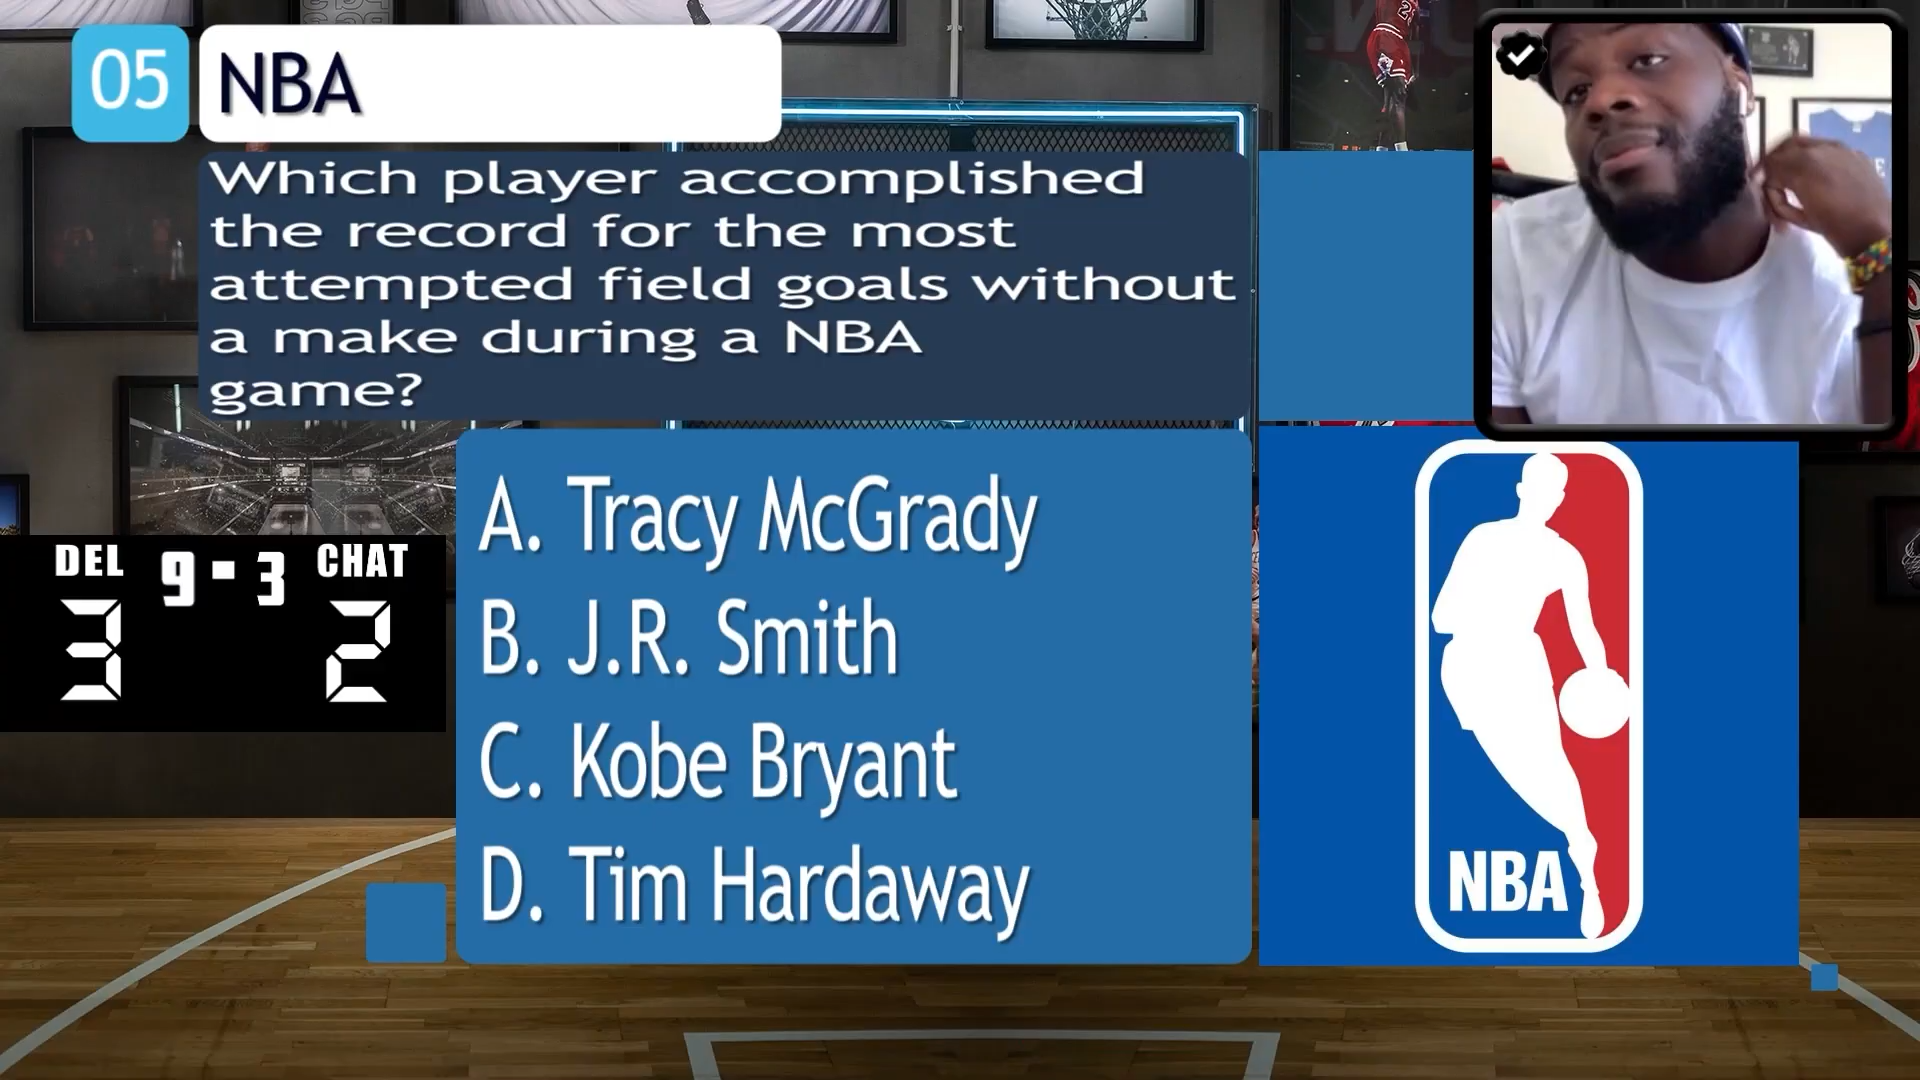 05 NBA
Which player accomplished
the record for the most
attempted field goals without
a make during a NBA
game?
A. Tracy McGrady
B. J.R. Smith
C. Kobe Bryant
D. Tim Hardaway
DEL 9 - 3 CHAT
3 2
NBA